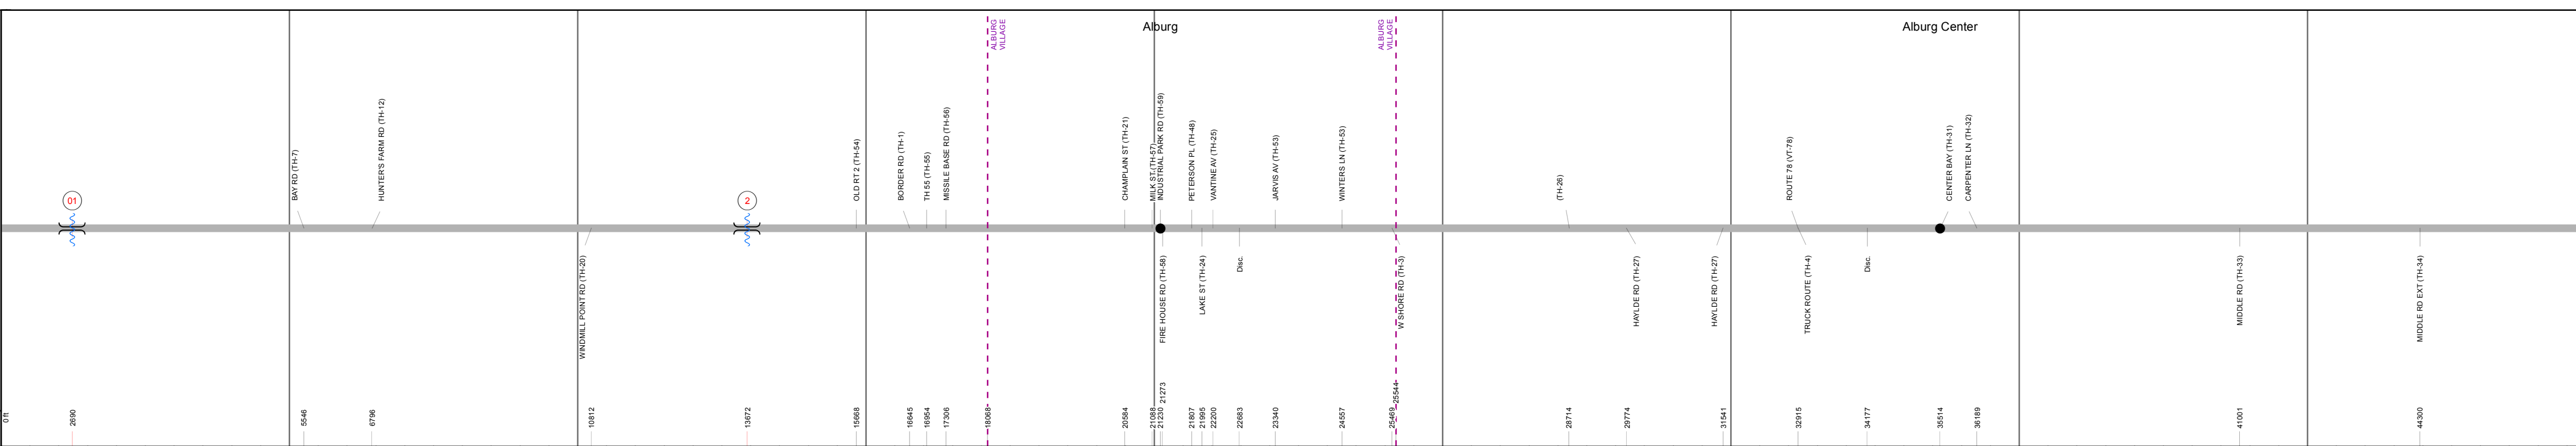 Alburg
Alburg Center
ALBURG
VILLAGE
ALBURG
VILLAGE
BAY RD (TH-7)
HUNTER'S FARM RD (TH-12)
OLD RT 2 (TH-54)
BORDER RD (TH-1)
TH 55 (TH-55)
MISSILE BASE RD (TH-56)
CHAMPLAIN ST (TH-21)
MILK ST (TH-57)
INDUSTRIAL PARK RD (TH-59)
PETERSON PL (TH-48)
VANTINE AV (TH-25)
JARVIS AV (TH-53)
WINTERS LN (TH-53)
(TH-26)
ROUTE 78 (VT-78)
CENTER BAY (TH-31)
CARPENTER LN (TH-32)
01
2
WINDMILL POINT RD (TH-20)
FIRE HOUSE RD (TH-58)
LAKE ST (TH-24)
Disc.
W SHORE RD (TH-3)
HAYLDE RD (TH-27)
HAYLDE RD (TH-27)
TRUCK ROUTE (TH-4)
Disc.
MIDDLE RD (TH-33)
MIDDLE RD EXT (TH-34)
0 ft
2690
5546
6796
10812
13672
15668
16645
16954
17306
18068
20584
21088
21230
21273
21807
21995
22200
22683
23340
24557
25469
25544
28714
29774
31541
32915
34177
35514
36189
41001
44300